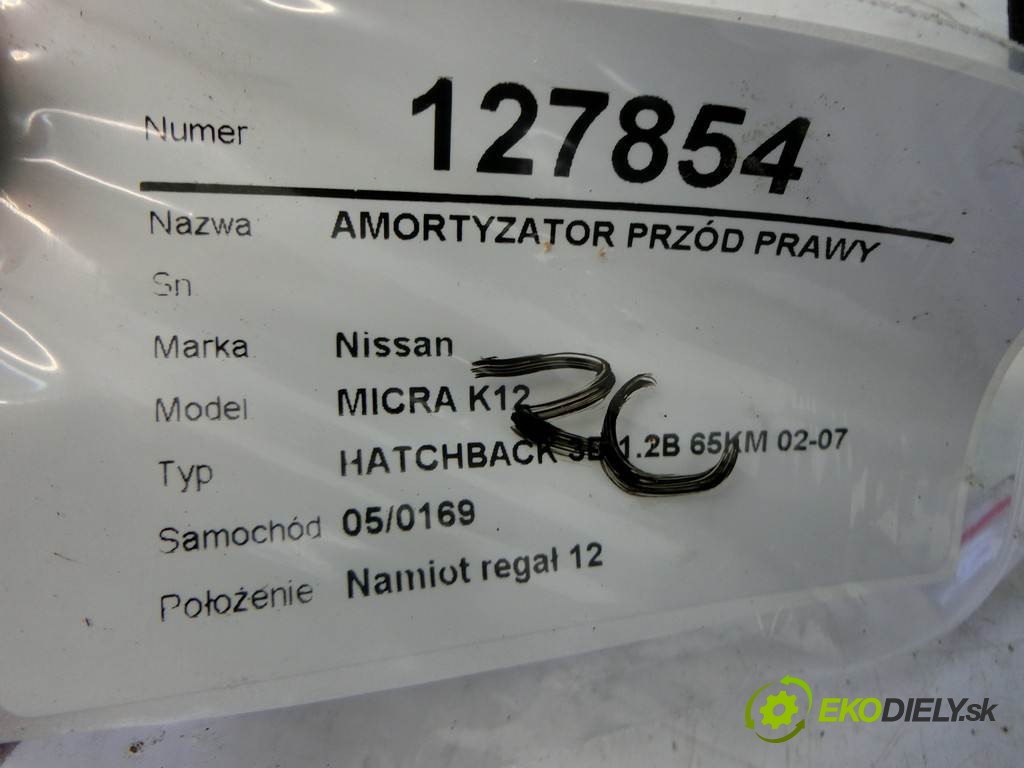 Numer 127854
Nazwa AMORTYZATOR PRZÓD PRAWY
Sn
Marka Nissan
Model MICRA K12
Typ HATCHBACK 1.2B 65KM 02-07
Samochód 05/0169
Położenie Namiot regał 12
EKODIELY.sk